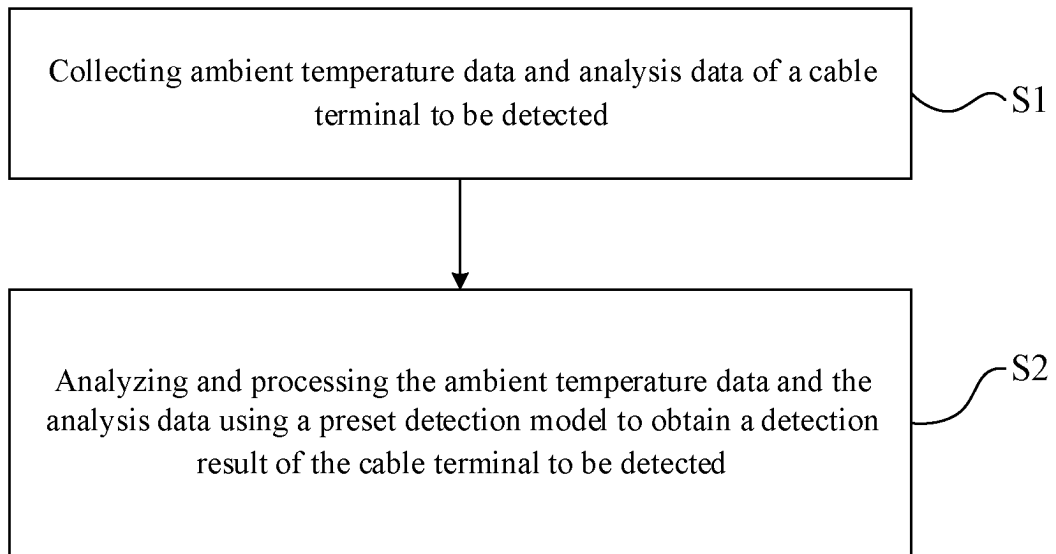 Collecting ambient temperature data and analysis data of a cable
terminal to be detected
S1
Analyzing and processing the ambient temperature data and the
analysis data using a preset detection model to obtain a detection
result of the cable terminal to be detected
S2